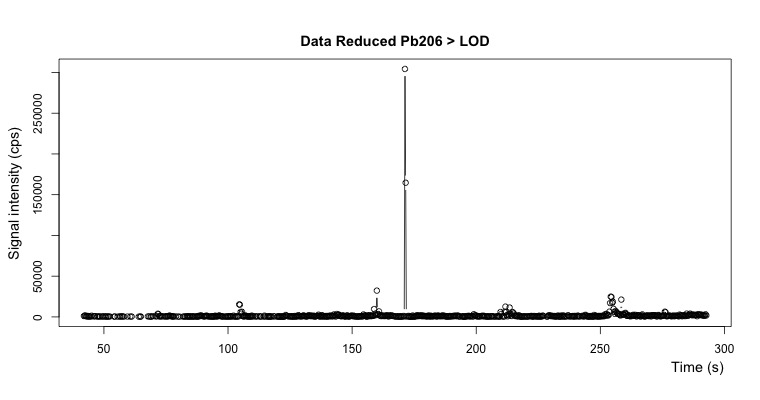 Data Reduced Pb206 > LOD
Signal intensity (cps)
250000
150000
50000
0
50 100 150 200 250 300
Time (s)